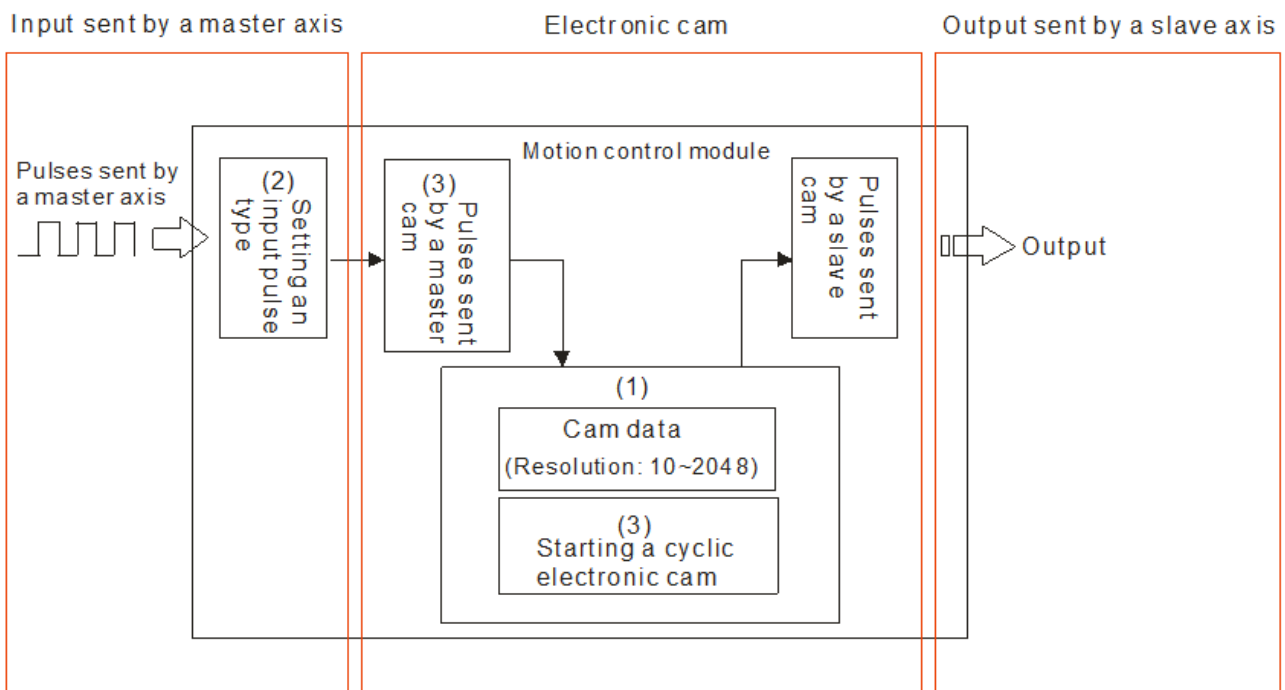 Input sent by a master axis
Electronic cam
Output sent by a slave axis
Motion control module
Pulses sent by
a master axis
(2)
Setting an
input pulse
type
(3)
Pulses sent
by a master
cam
Pulses sent
by a slave
cam
Output
(1)
Cam data
(Resolution: 10~2048)
(3)
Starting a cyclic
electronic cam